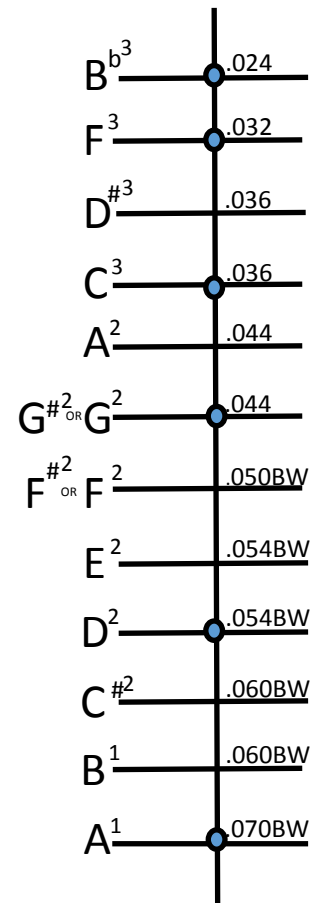 Bb3 .024
F3 .032
D#3 .036
C3 .036
A2 .044
G#2 OR G2 .044
F#2 OR F2 .050BW
E2 .054BW
D2 .054BW
C#2 .060BW
B1 .060BW
A1 .070BW